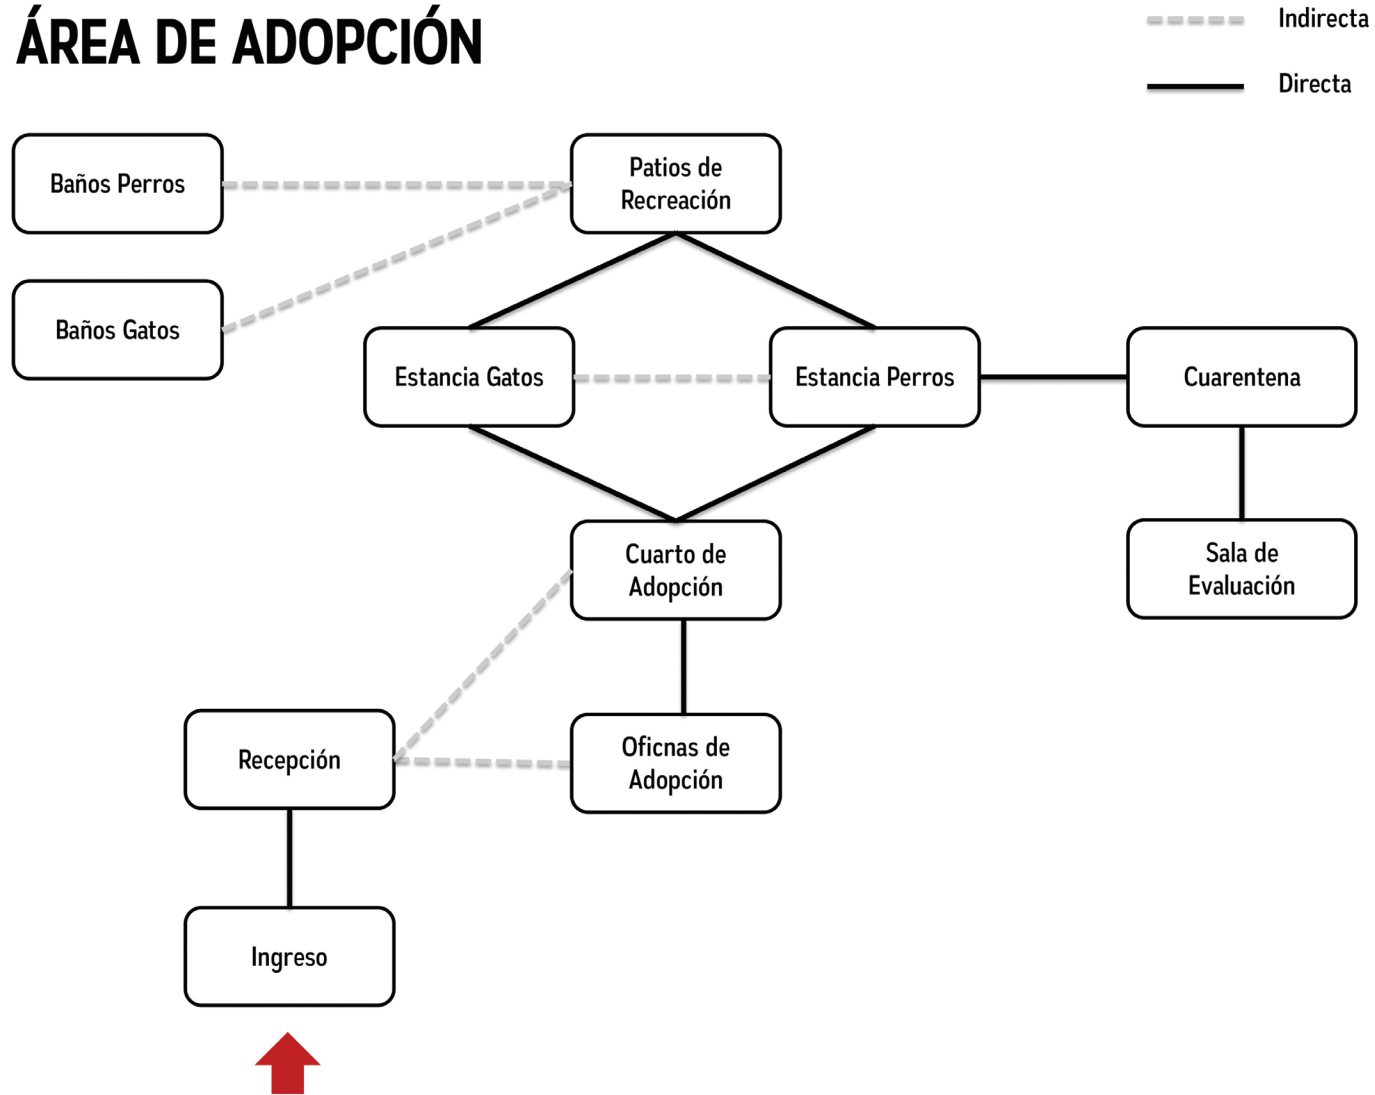 ÁREA DE ADOPCIÓN
Indirecta
Directa
Baños Perros
Patios de
Recreación
Baños Gatos
Estancia Gatos
Estancia Perros
Cuarentena
Cuarto de
Adopción
Sala de
Evaluación
Recepción
Oficnas de
Adopción
Ingreso